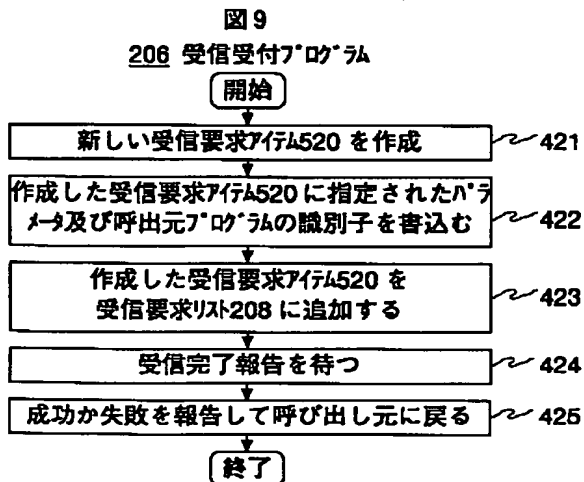 図9
206 受信受付プログラム
開始
新しい受信要求アイテム520 を作成
421
作成した受信要求アイテム520 に指定されたパラ
メータ及び呼出元プログラムの識別子を書込む
422
作成した受信要求アイテム520 を
受信要求リスト208 に追加する
423
受信完了報告を待つ
424
成功か失敗を報告して呼び出し元に戻る
425
終了